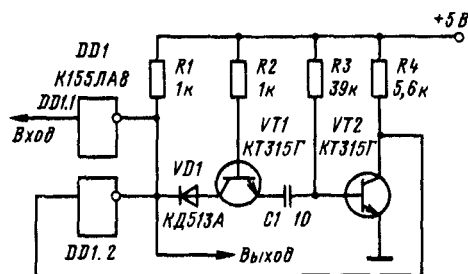 +5 В
DD1
К155ЛА8
DD1.1
Вход
R1
1к
R2
1к
R3
39к
R4
5,6к
VT1
КТ315Г
VT2
КТ315Г
VD1
КД513А
C1 10
DD1.2
Выход